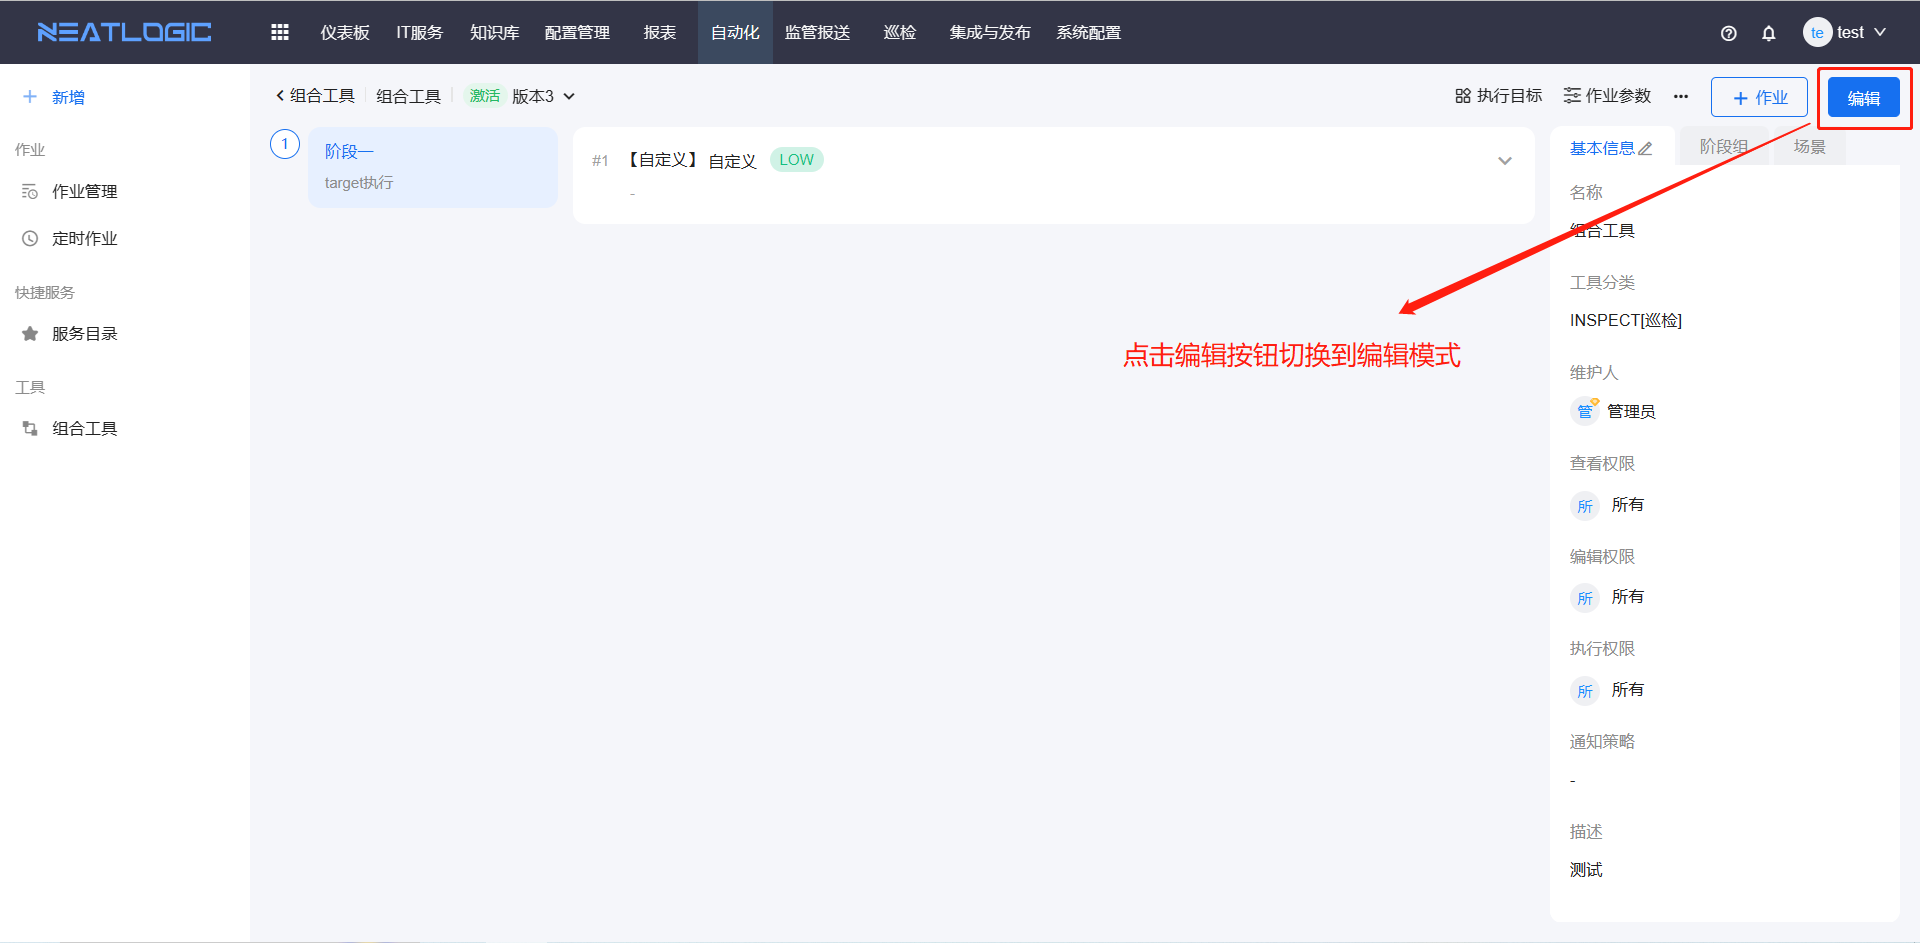 NEATLOGIC
仪表板 IT服务 知识库 配置管理 报表 自动化 监管报送 巡检 集成与发布 系统配置
te test
新增
作业
作业管理
定时作业
快捷服务
服务目录
工具
组合工具
组合工具 组合工具 激活 版本3
执行目标 作业参数 ... + 作业 编辑
1
阶段一
target执行
#1 【自定义】自定义 LOW
-
点击编辑按钮切换到编辑模式
基本信息 阶段组 场景
名称
组合工具
工具分类
INSPECT[巡检]
维护人
管 管理员
查看权限
所 所有
编辑权限
所 所有
执行权限
所 所有
通知策略
-
描述
测试